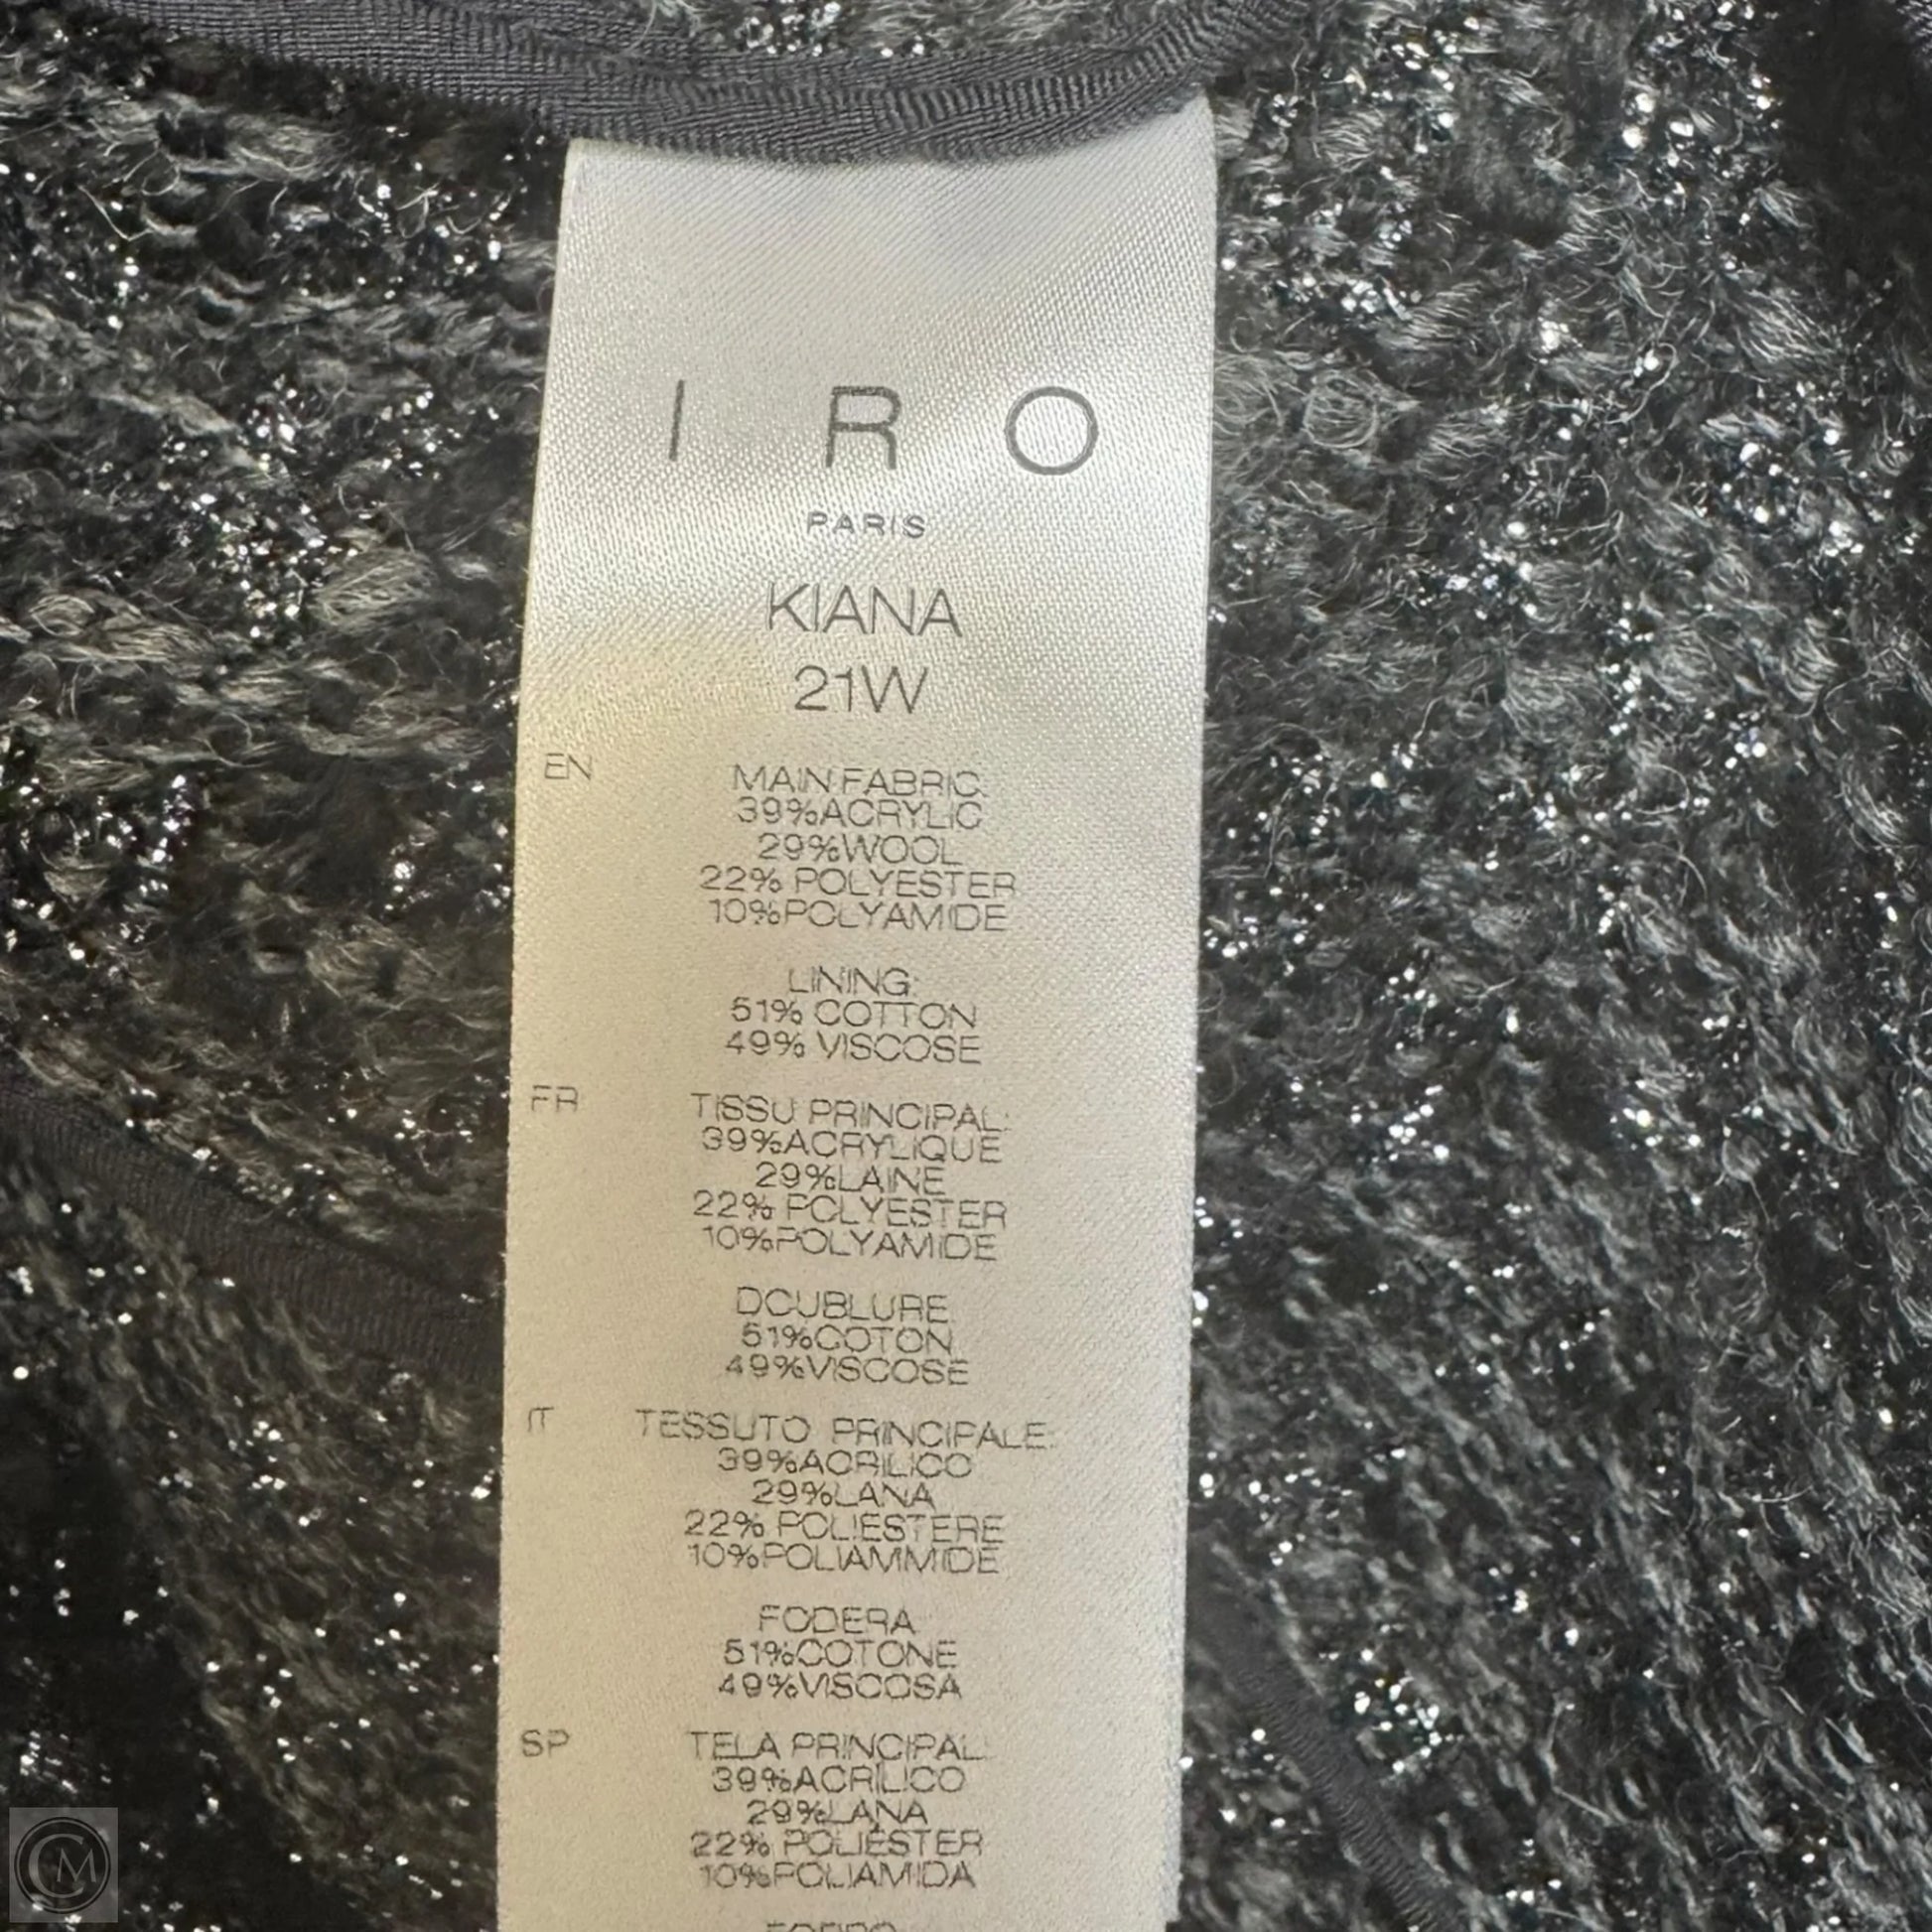 I R O
PARIS
KIANA
21W
EN
MAIN FABRIC:
39%ACRYLIC
29%WOOL
22% POLYESTER
10%POLYAMIDE
LINING:
51% COTTON
49% VISCOSE
FR
TISSU PRINCIPAL:
39%ACRYLIQUE
29%LAINE
22% POLYESTER
10%POLYAMIDE
DOUBLURE
51%COTON
49%VISCOSE
IT
TESSUTO PRINCIPALE:
39%ACRILICO
29%LANA
22% POLIESTERE
10%POLIAMMIDE
FODERA
51%COTONE
49%VISCOSA
SP
TELA PRINCIPAL:
39%ACRILICO
29%LANA
22% POLIÉSTER
10%POLIAMIDA
CM